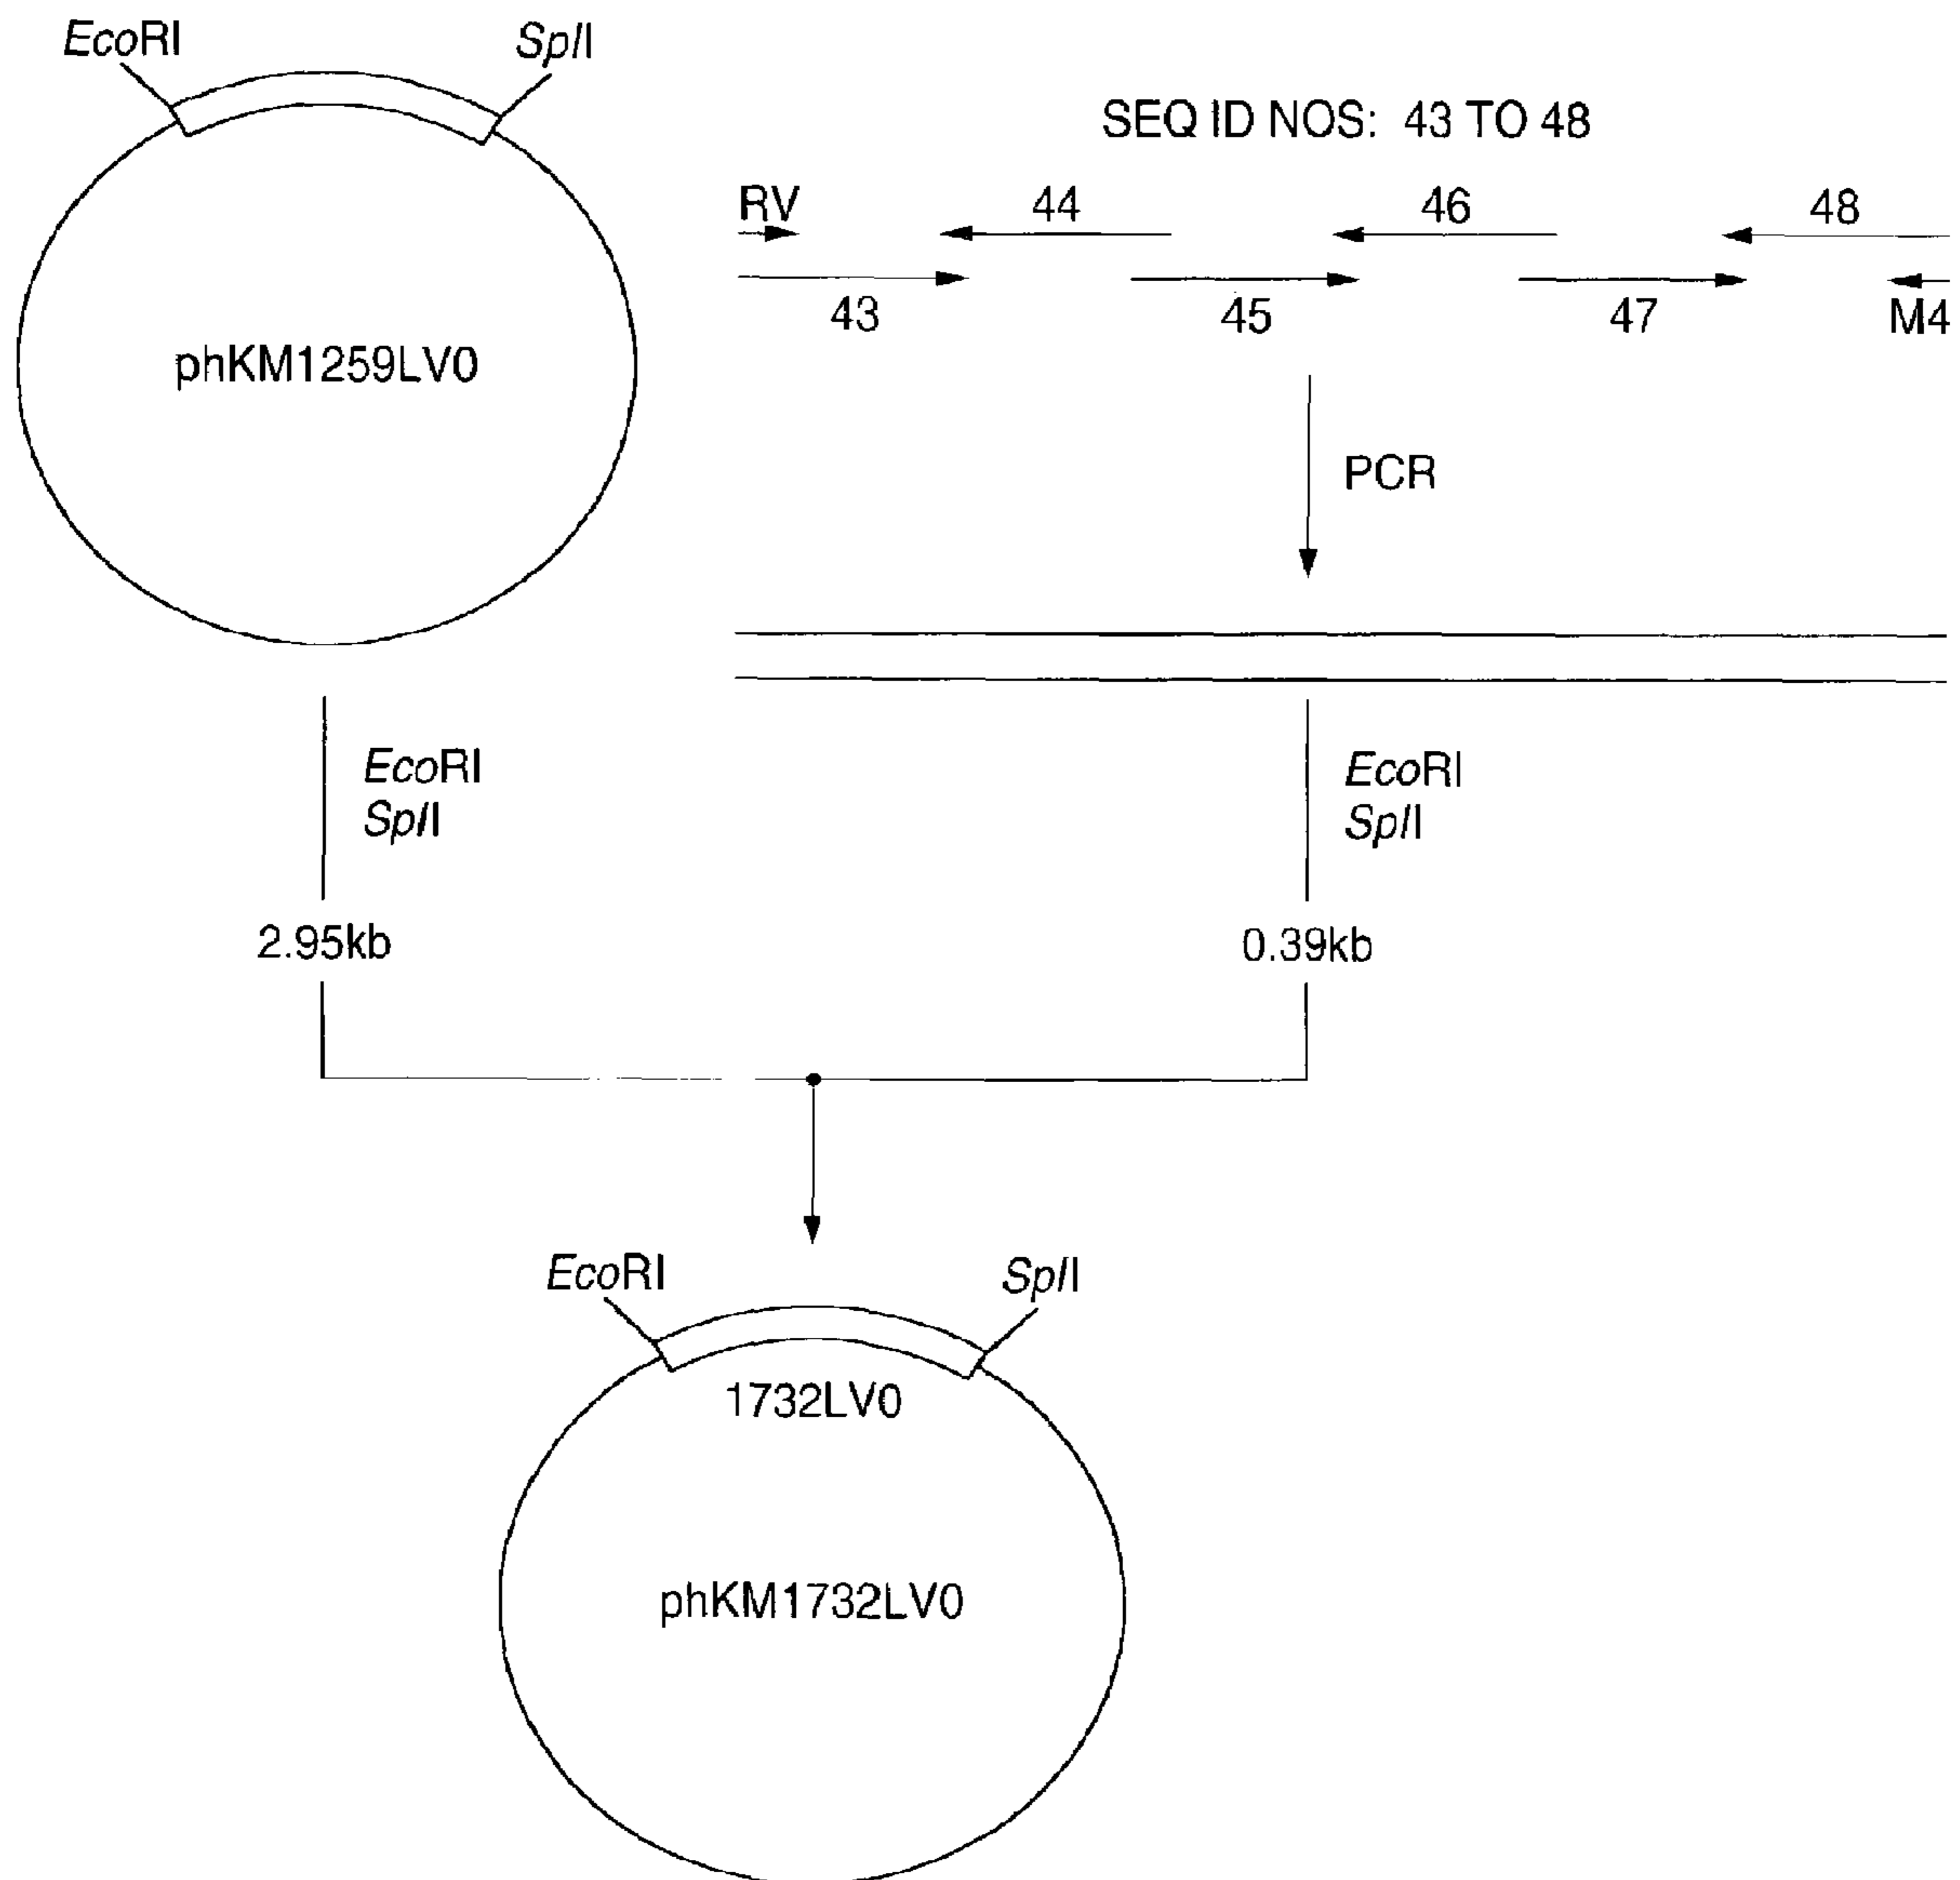 EcoRI
SplI
phKM1259LV0
SEQ ID NOS: 43 TO 48
RV
44
46
48
43
45
47
M4
PCR
EcoRI
SplI
EcoRI
SplI
2.95kb
0.39kb
EcoRI
SplI
1732LV0
phKM1732LV0